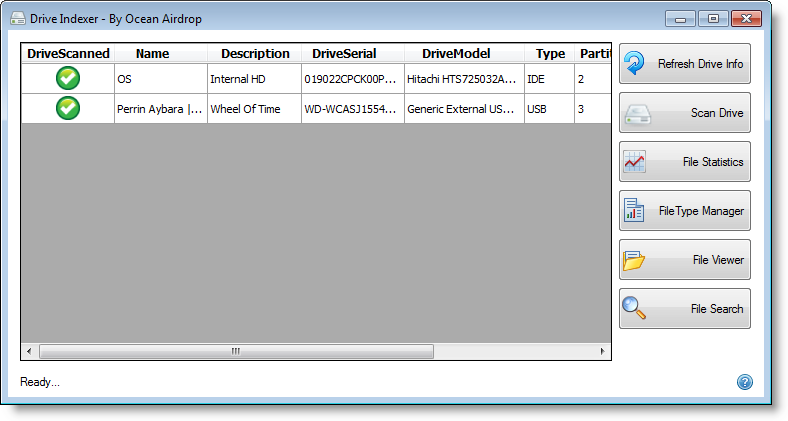 Drive Indexer - By Ocean Airdrop
DriveScanned Name Description DriveSerial DriveModel Type Partit
OS Internal HD 019022CPCK00P... Hitachi HTS725032A... IDE 2
Perrin Aybara |... Wheel Of Time WD-WCASJ1554... Generic External US... USB 3
Refresh Drive Info
Scan Drive
File Statistics
FileType Manager
File Viewer
File Search
Ready...
?